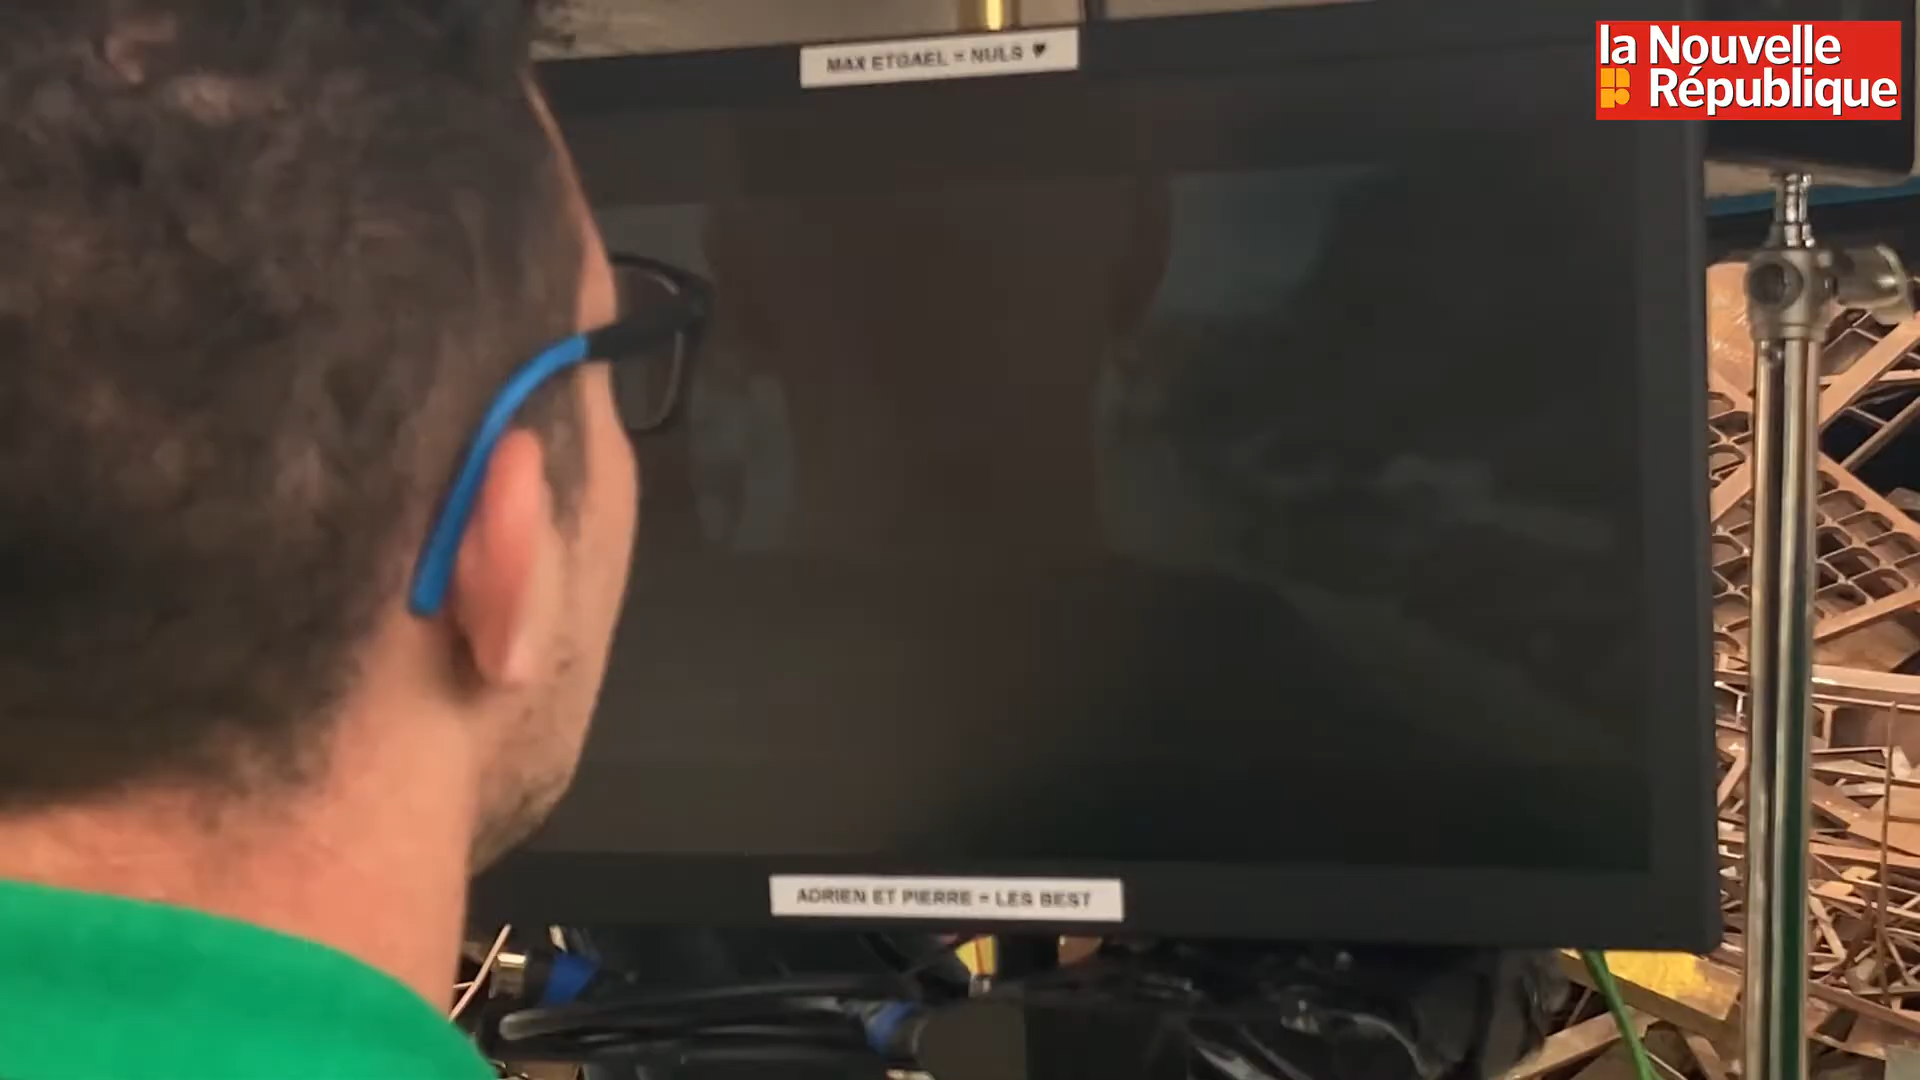 MAX ETGAEL = NULS ♥
la Nouvelle
République
ADRIEN ET PIERRE = LES BEST